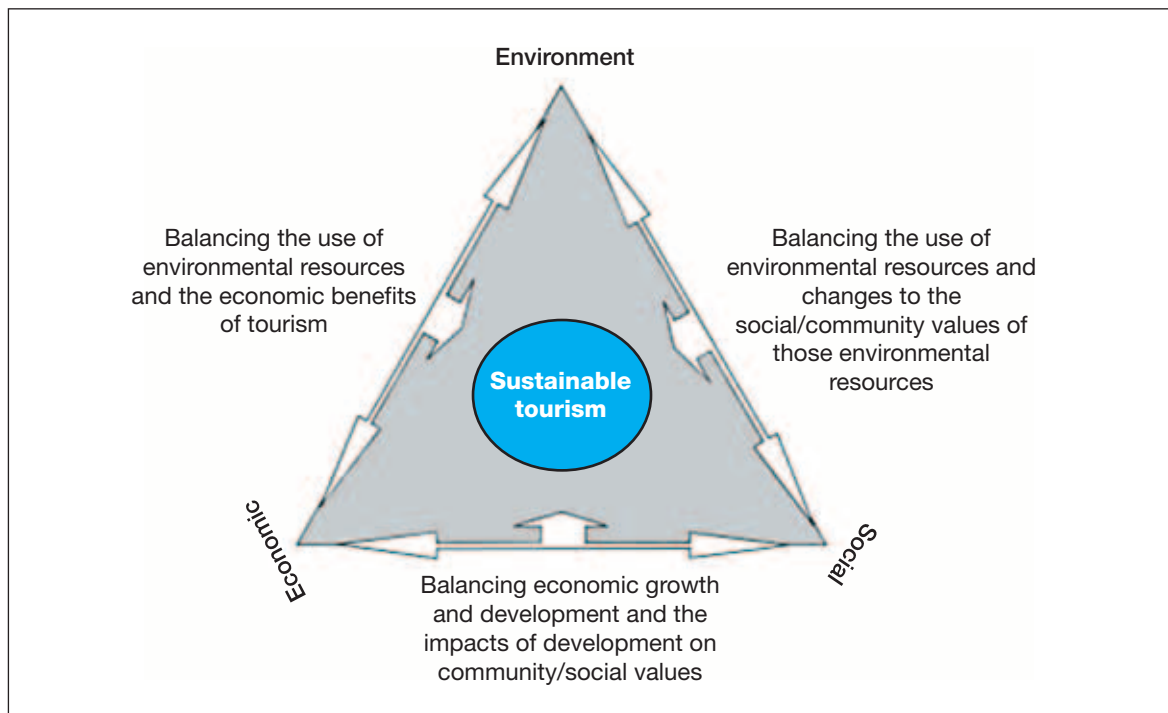 Environment
Balancing the use of
environmental resources
and the economic benefits
of tourism
Balancing the use of
environmental resources and
changes to the
social/community values of
those environmental
resources
Sustainable
tourism
Economic
Social
Balancing economic growth
and development and the
impacts of development on
community/social values